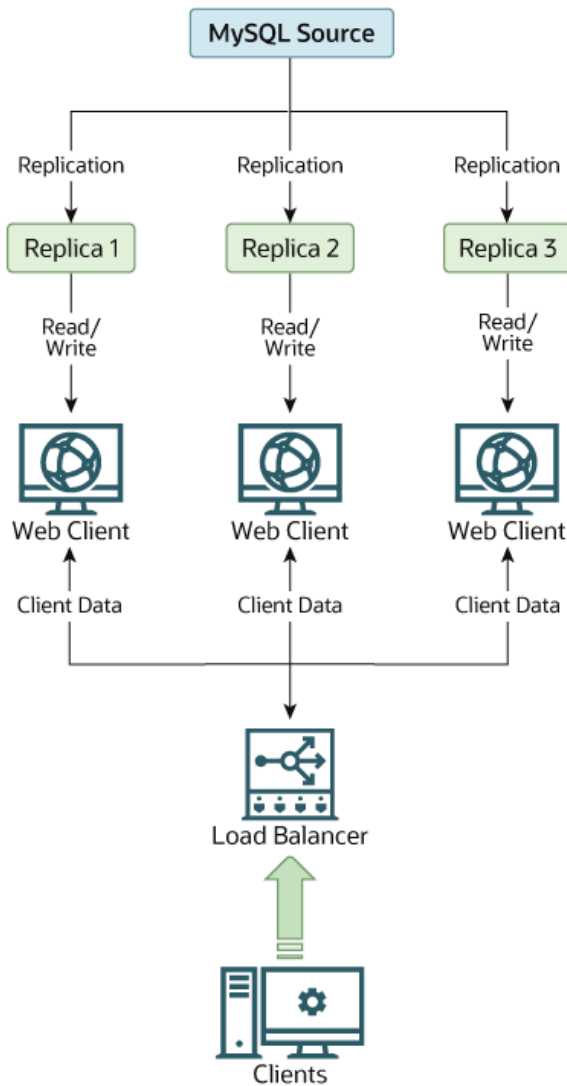 MySQL Source
Replication
Replication
Replication
Replica 1
Replica 2
Replica 3
Read/
Write
Read/
Write
Read/
Write
Web Client
Web Client
Web Client
Client Data
Client Data
Client Data
Load Balancer
Clients